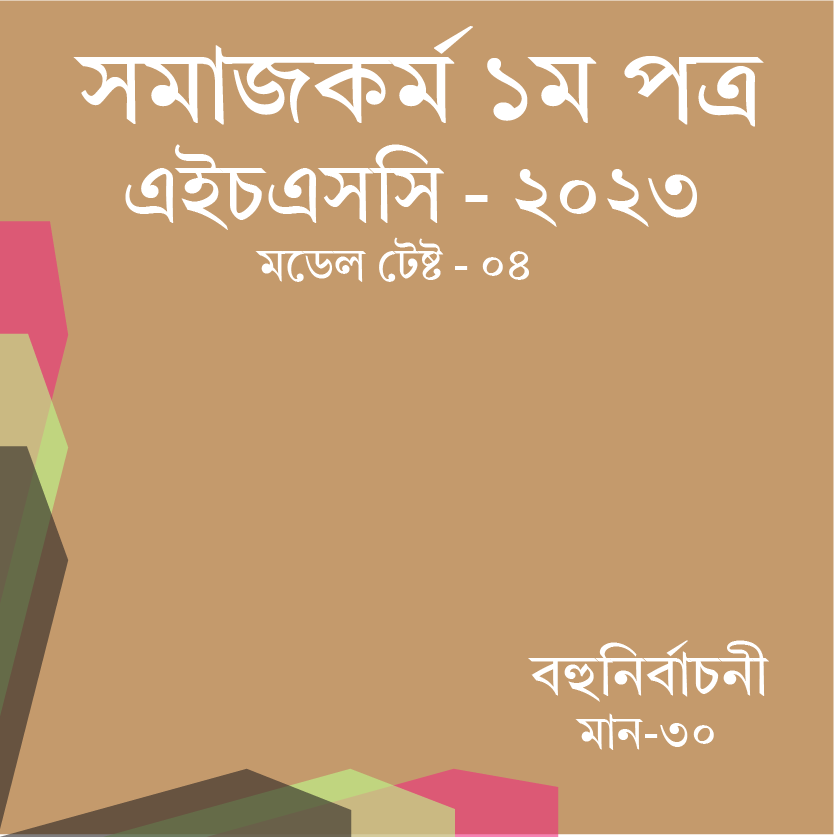 সমাজকর্ম ১ম পত্র
এইচএসসি - ২০২৩
মডেল টেষ্ট - ০৪
বহুনির্বাচনী
মান-৩০